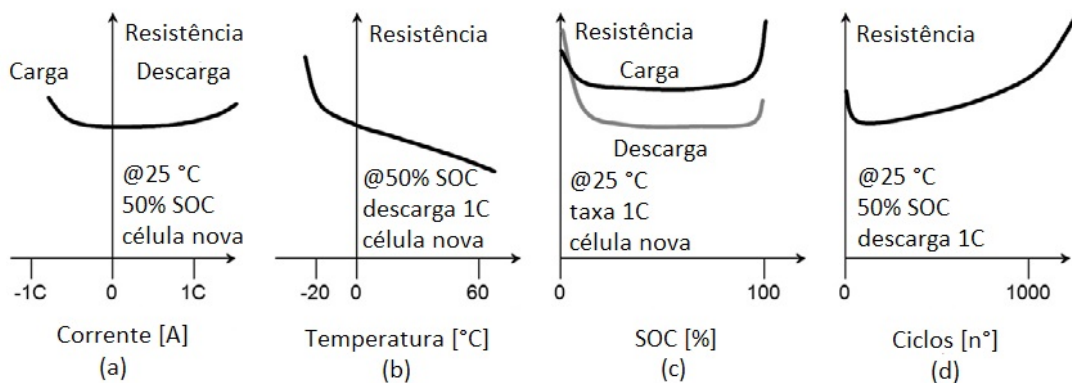 Resistência
Carga
Descarga
@25 °C
50% SOC
célula nova
-1C
0
1C
Corrente [A]
(a)
Resistência
@50% SOC
descarga 1C
célula nova
-20
0
60
Temperatura [°C]
(b)
Resistência
Carga
Descarga
@25 °C
taxa 1C
célula nova
0
100
SOC [%]
(c)
Resistência
@25 °C
50% SOC
descarga 1C
0
1000
Ciclos [n°]
(d)